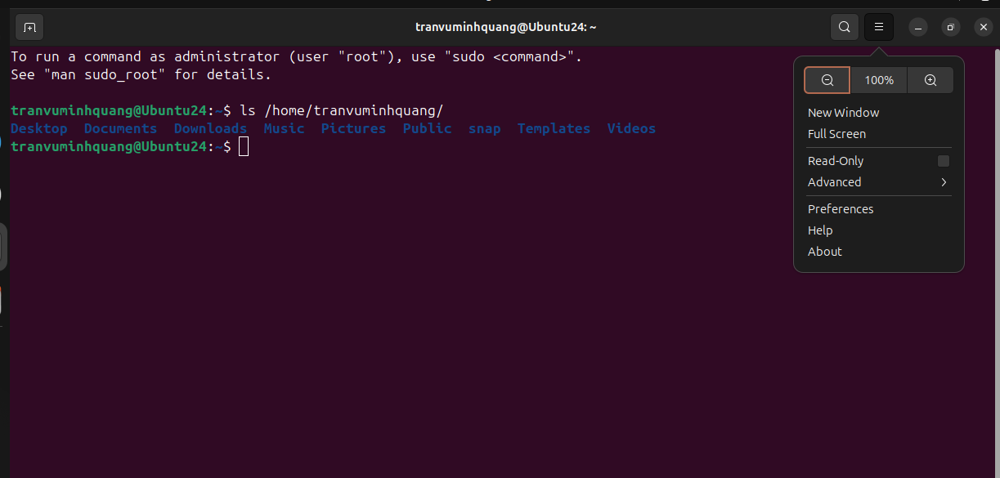 tranvuminhquang@Ubuntu24: ~
To run a command as administrator (user "root"), use "sudo <command>".
See "man sudo_root" for details.
tranvuminhquang@Ubuntu24:~$ ls /home/tranvuminhquang/
Desktop Documents Downloads Music Pictures Public snap Templates Videos
tranvuminhquang@Ubuntu24:~$
100%
New Window
Full Screen
Read-Only
Advanced
Preferences
Help
About